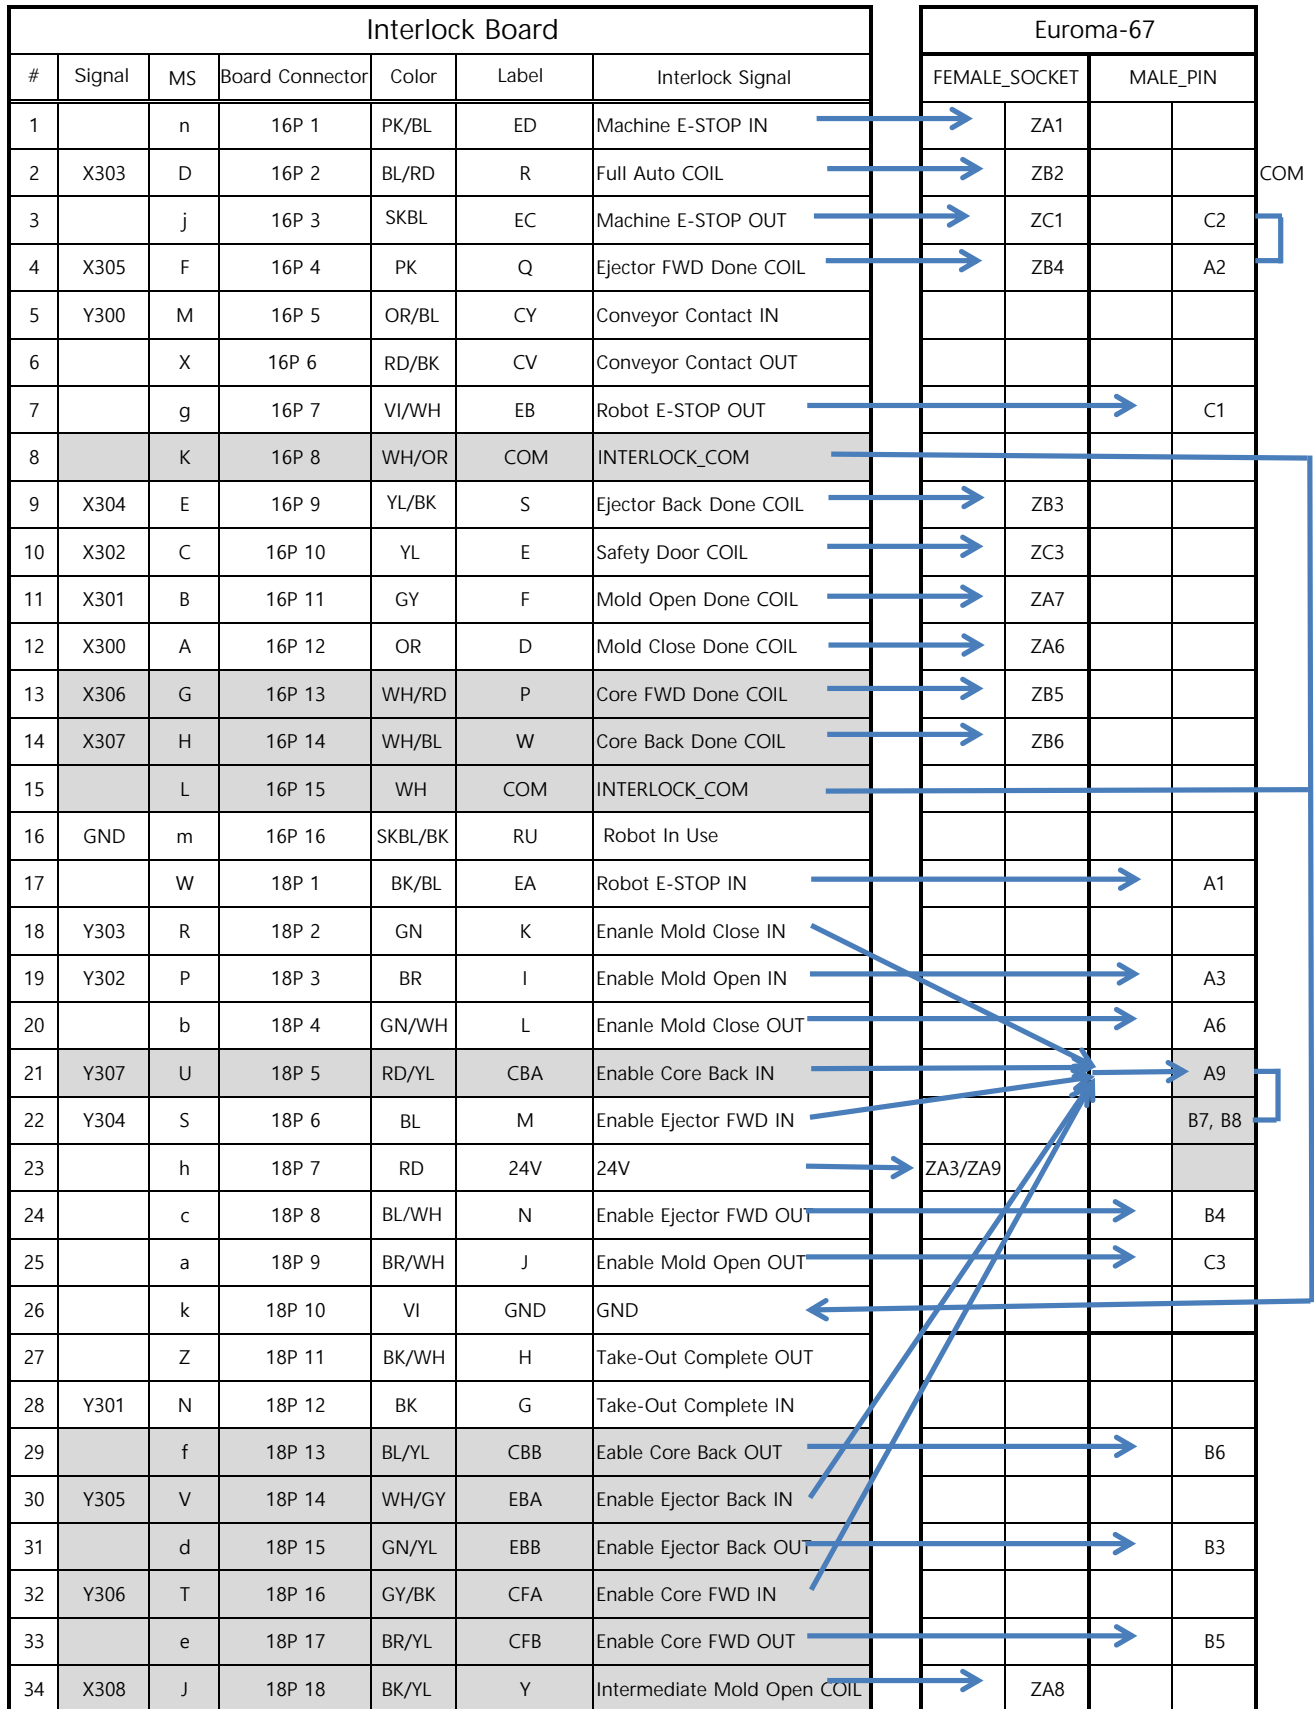 Interlock Board Euroma-67
# Signal MS Board Connector Color Label Interlock Signal FEMALE_SOCKET MALE_PIN
1 n 16P 1 PK/BL ED Machine E-STOP IN ZA1
2 X303 D 16P 2 BL/RD R Full Auto COIL ZB2 COM
3 j 16P 3 SKBL EC Machine E-STOP OUT ZC1 C2
4 X305 F 16P 4 PK Q Ejector FWD Done COIL ZB4 A2
5 Y300 M 16P 5 OR/BL CY Conveyor Contact IN
6 X 16P 6 RD/BK CV Conveyor Contact OUT
7 g 16P 7 VI/WH EB Robot E-STOP OUT C1
8 K 16P 8 WH/OR COM INTERLOCK_COM
9 X304 E 16P 9 YL/BK S Ejector Back Done COIL ZB3
10 X302 C 16P 10 YL E Safety Door COIL ZC3
11 X301 B 16P 11 GY F Mold Open Done COIL ZA7
12 X300 A 16P 12 OR D Mold Close Done COIL ZA6
13 X306 G 16P 13 WH/RD P Core FWD Done COIL ZB5
14 X307 H 16P 14 WH/BL W Core Back Done COIL ZB6
15 L 16P 15 WH COM INTERLOCK_COM
16 GND m 16P 16 SKBL/BK RU Robot In Use
17 W 18P 1 BK/BL EA Robot E-STOP IN A1
18 Y303 R 18P 2 GN K Enanle Mold Close IN
19 Y302 P 18P 3 BR I Enable Mold Open IN A3
20 b 18P 4 GN/WH L Enanle Mold Close OUT A6
21 Y307 U 18P 5 RD/YL CBA Enable Core Back IN A9
22 Y304 S 18P 6 BL M Enable Ejector FWD IN B7, B8
23 h 18P 7 RD 24V 24V ZA3/ZA9
24 c 18P 8 BL/WH N Enable Ejector FWD OUT B4
25 a 18P 9 BR/WH J Enable Mold Open OUT C3
26 k 18P 10 VI GND GND
27 Z 18P 11 BK/WH H Take-Out Complete OUT
28 Y301 N 18P 12 BK G Take-Out Complete IN
29 f 18P 13 BL/YL CBB Eable Core Back OUT B6
30 Y305 V 18P 14 WH/GY EBA Enable Ejector Back IN
31 d 18P 15 GN/YL EBB Enable Ejector Back OUT B3
32 Y306 T 18P 16 GY/BK CFA Enable Core FWD IN
33 e 18P 17 BR/YL CFB Enable Core FWD OUT B5
34 X308 J 18P 18 BK/YL Y Intermediate Mold Open COIL ZA8